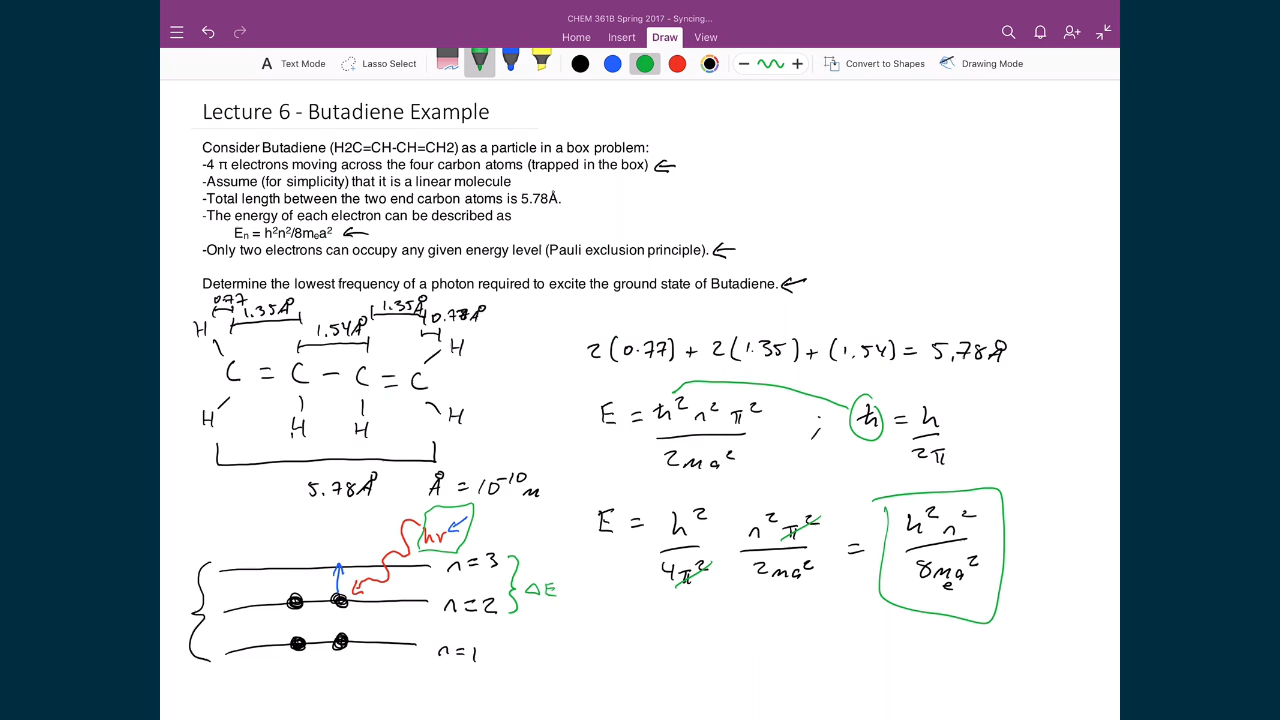 CHEM 361B Spring 2017 - Syncing...
Home Insert Draw View
A Text Mode Lasso Select Convert to Shapes Drawing Mode
Lecture 6 - Butadiene Example
Consider Butadiene (H2C=CH-CH=CH2) as a particle in a box problem:
-4 π electrons moving across the four carbon atoms (trapped in the box)
-Assume (for simplicity) that it is a linear molecule
-Total length between the two end carbon atoms is 5.78Å.
-The energy of each electron can be described as
Eₙ = h²n²/8mₑa²
-Only two electrons can occupy any given energy level (Pauli exclusion principle).
Determine the lowest frequency of a photon required to excite the ground state of Butadiene.
0.77 1.35Å 1.54Å 1.35Å 0.77Å
H H
C = C - C = C
H H H H
5.78Å Å = 10⁻¹⁰ m
2(0.77) + 2(1.35) + (1.54) = 5.78Å
E = ħ²n²π² / 2ma² ; ħ = h / 2π
E = h² / 4π² n²π² / 2ma² = h²n² / 8mₑa²
hν
n=3
n=2 ΔE
n=1